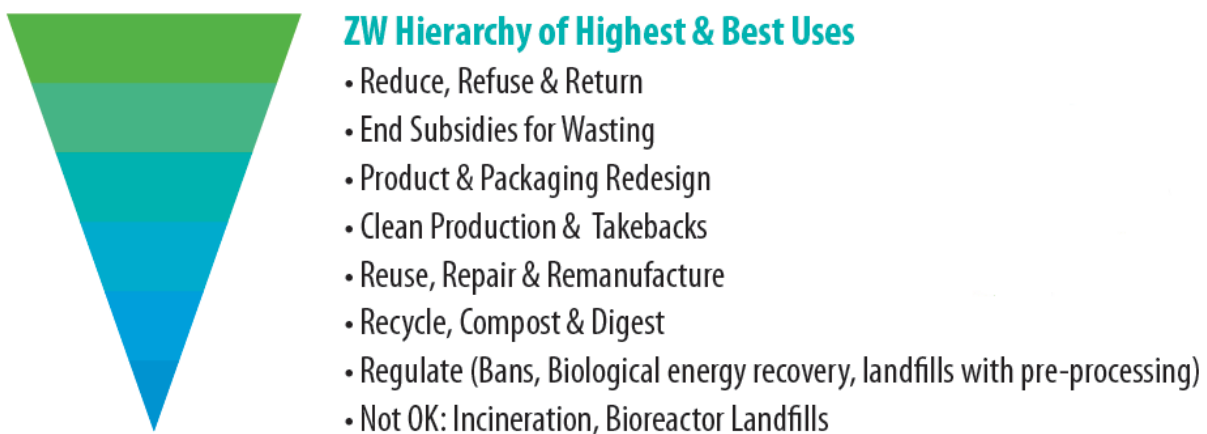 ZW Hierarchy of Highest & Best Uses
• Reduce, Refuse & Return
• End Subsidies for Wasting
• Product & Packaging Redesign
• Clean Production & Takebacks
• Reuse, Repair & Remanufacture
• Recycle, Compost & Digest
• Regulate (Bans, Biological energy recovery, landfills with pre-processing)
• Not OK: Incineration, Bioreactor Landfills